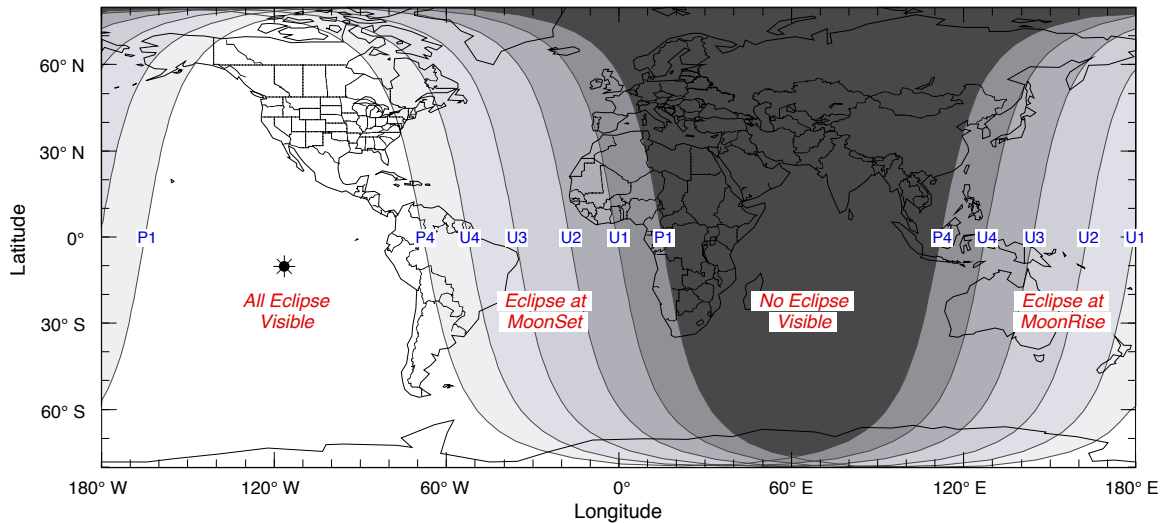 60° N
30° N
0°
30° S
60° S
Latitude
P1
P4
U4
U3
U2
U1
P1
P4
U4
U3
U2
U1
All Eclipse
Visible
Eclipse at
MoonSet
No Eclipse
Visible
Eclipse at
MoonRise
180° W
120° W
60° W
0°
60° E
120° E
180° E
Longitude